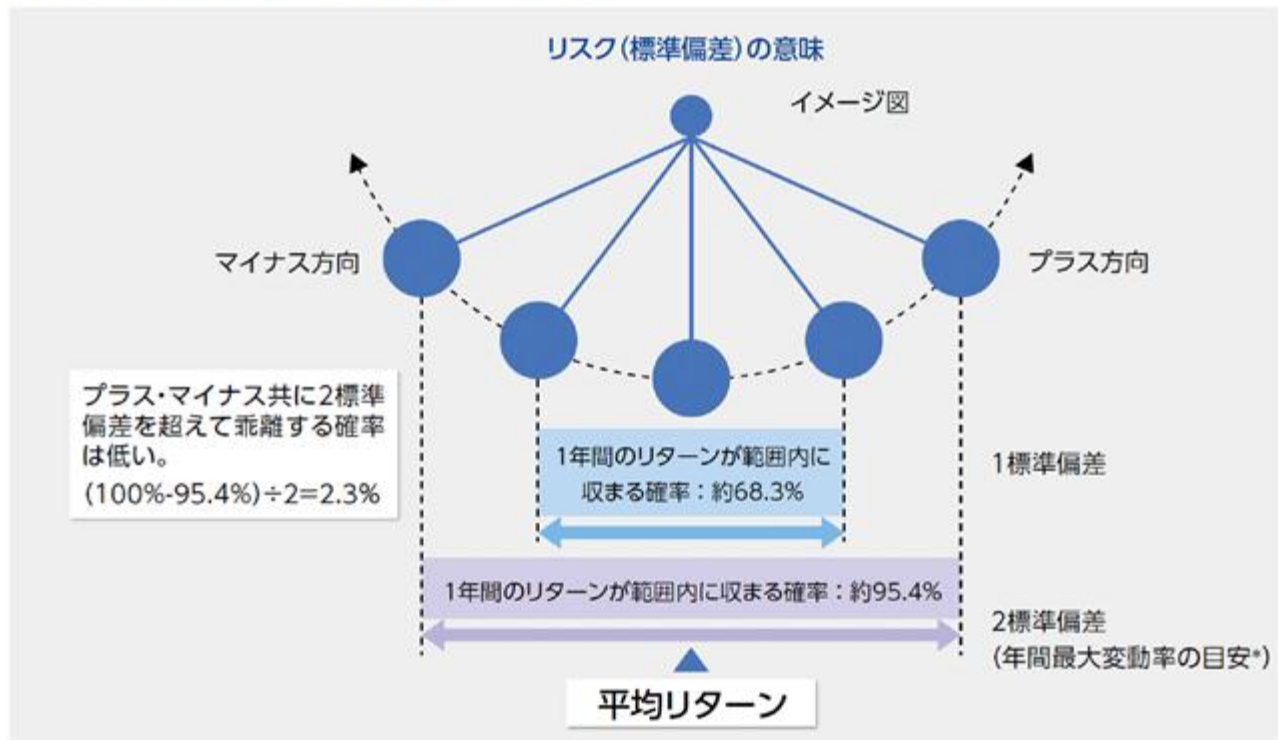 リスク(標準偏差)の意味
イメージ図
マイナス方向
プラス方向
プラス・マイナス共に2標準
偏差を超えて乖離する確率
は低い。
(100%-95.4%)÷2=2.3%
1年間のリターンが範囲内に
収まる確率：約68.3%
1標準偏差
1年間のリターンが範囲内に収まる確率：約95.4%
2標準偏差
(年間最大変動率の目安*)
平均リターン